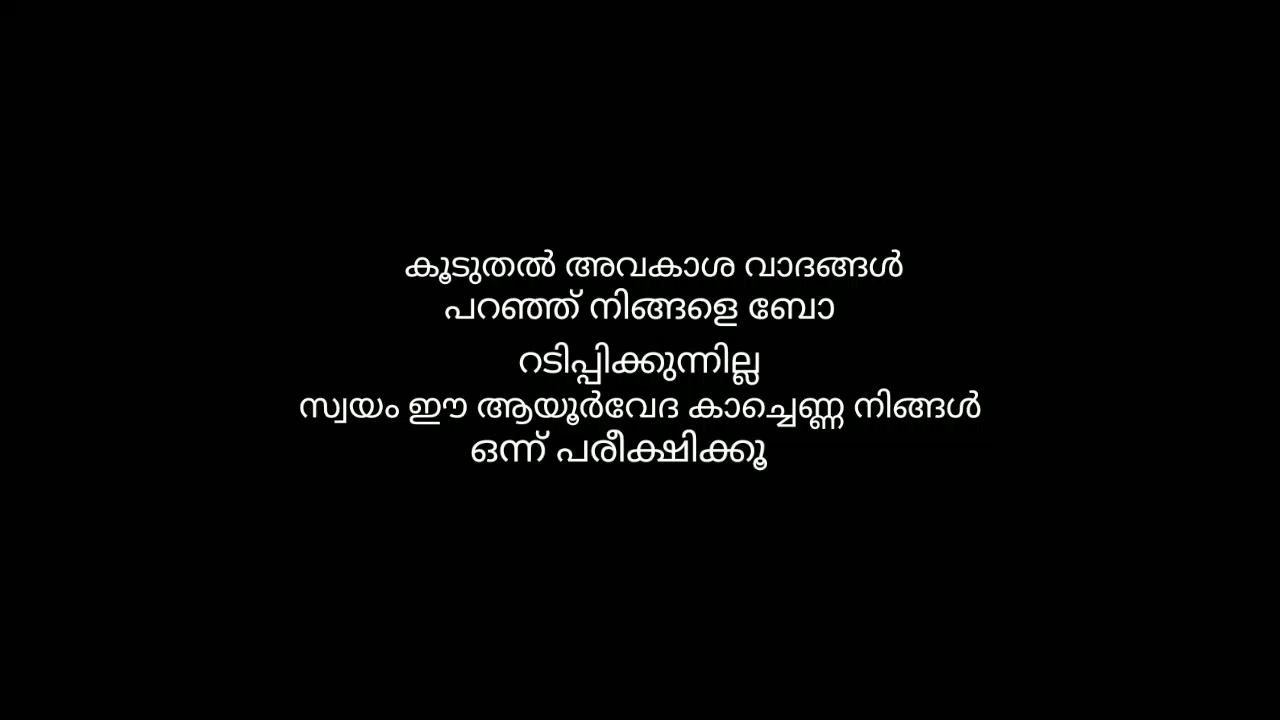 കൂടുതൽ അവകാശ വാദങ്ങൾ
പറഞ്ഞ് നിങ്ങളെ ബോ
റടിപ്പിക്കുന്നില്ല
സ്വയം ഈ ആയൂർവേദ കാച്ചെണ്ണ നിങ്ങൾ
ഒന്ന് പരീക്ഷിക്കൂ